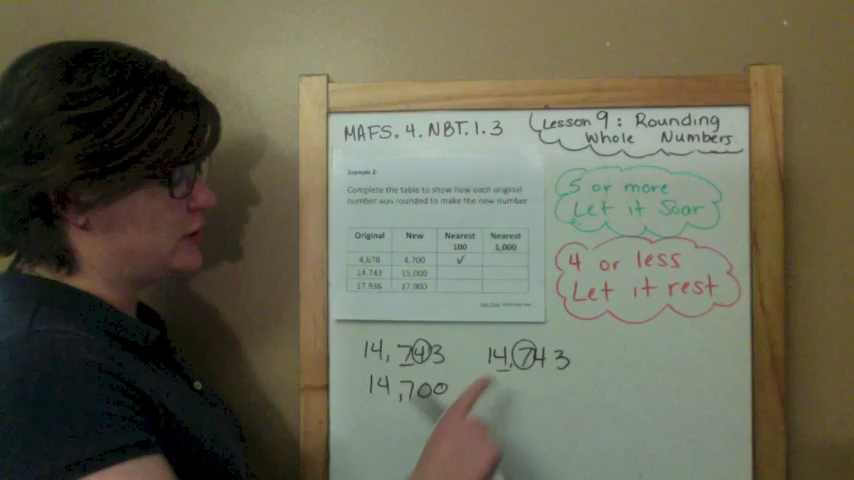 MAFS.4.NBT.1.3
Lesson 9: Rounding
Whole Numbers
Example 2:
Complete the table to show how each original
number was rounded to make the new number
Original New Nearest 100 Nearest 1,000
4,678 4,700 ✓
14,743 15,000
17,936 17,900
5 or more
Let it Soar
4 or less
Let it rest
14,743 14,743
14,700